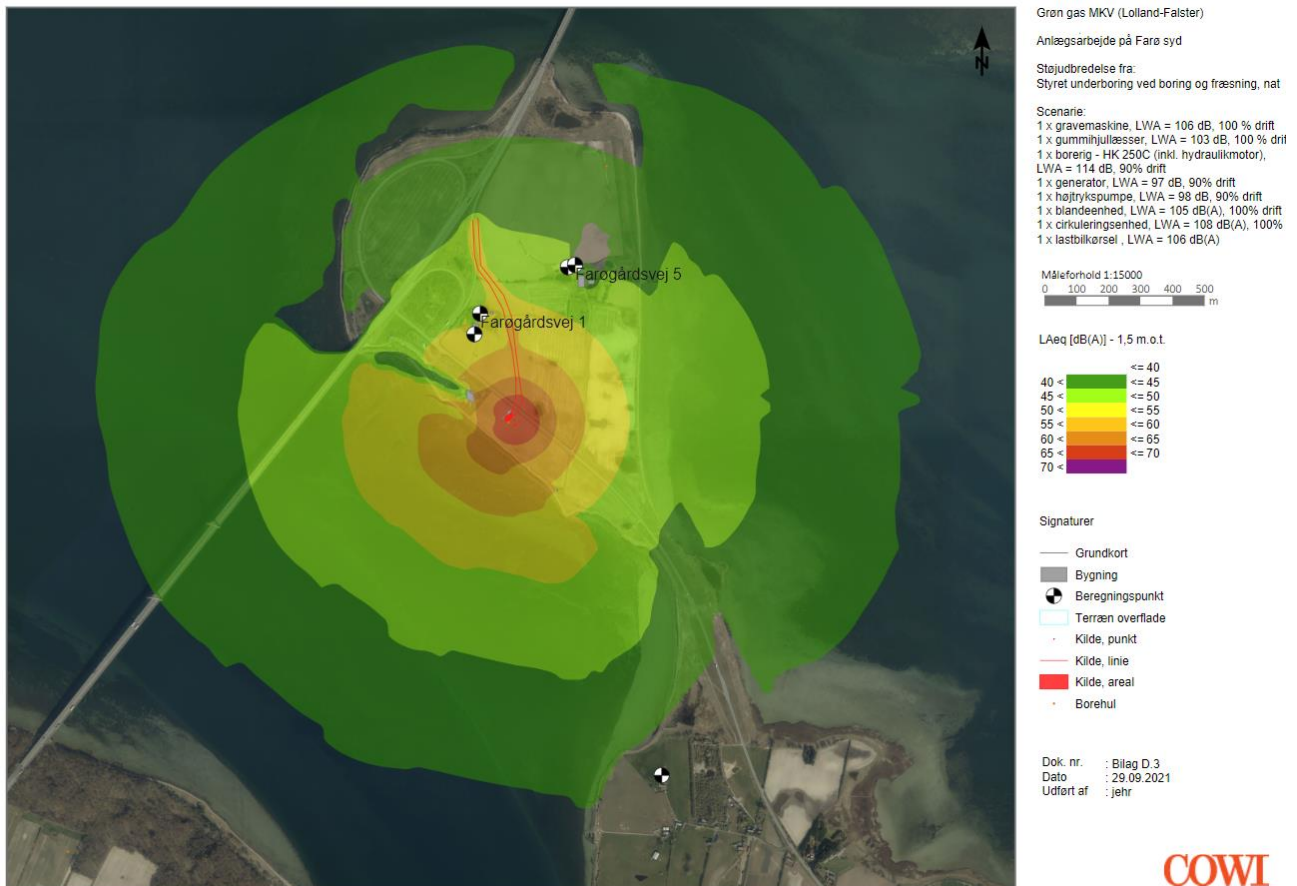 Grøn gas MKV (Lolland-Falster)
Anlægsarbejde på Farø syd
Støjudbredelse fra:
Styret underboring ved boring og fræsning, nat
Scenarie:
1 x gravemaskine, LWA = 106 dB, 100 % drift
1 x gummihjullæsser, LWA = 103 dB, 100 % drif
1 x borerig - HK 250C (inkl. hydraulikmotor),
LWA = 114 dB, 90% drift
1 x generator, LWA = 97 dB, 90% drift
1 x højtrykspumpe, LWA = 98 dB, 90% drift
1 x blandeenhed, LWA = 105 dB(A), 100% drift
1 x cirkuleringsenhed, LWA = 108 dB(A), 100%
1 x lastbilkørsel , LWA = 106 dB(A)
N
Farøgårdsvej 5
Farøgårdsvej 1
Måleforhold 1:15000
0 100 200 300 400 500
m
LAeq [dB(A)] - 1,5 m.o.t.
<= 40
40 < <= 45
45 < <= 50
50 < <= 55
55 < <= 60
60 < <= 65
65 < <= 70
70 <
Signaturer
Grundkort
Bygning
Beregningspunkt
Terræn overflade
Kilde, punkt
Kilde, linie
Kilde, areal
Borehul
Dok. nr. : Bilag D.3
Dato : 29.09.2021
Udført af : jehr
COWI